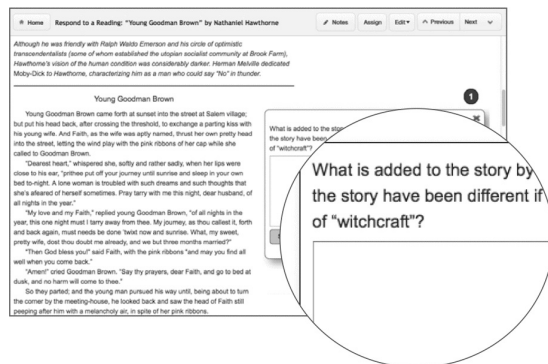 Home
Respond to a Reading: "Young Goodman Brown" by Nathaniel Hawthorne
Notes
Assign
Edit
Previous
Next
Although he was friendly with Ralph Waldo Emerson and his circle of optimistic
transcendentalists (some of whom established the utopian socialist community at Brook Farm),
Hawthorne's vision of the human condition was considerably darker. Herman Melville dedicated
Moby-Dick to Hawthorne, characterizing him as a man who could say "No" in thunder.
Young Goodman Brown
Young Goodman Brown came forth at sunset into the street at Salem village;
but put his head back, after crossing the threshold, to exchange a parting kiss with
his young wife. And Faith, as the wife was aptly named, thrust her own pretty head
into the street, letting the wind play with the pink ribbons of her cap while she
called to Goodman Brown.
"Dearest heart," whispered she, softly and rather sadly, when her lips were
close to his ear, "prithee put off your journey until sunrise and sleep in your own
bed to-night. A lone woman is troubled with such dreams and such thoughts that
she's afeared of herself sometimes. Pray tarry with me this night, dear husband, of
all nights in the year."
"My love and my Faith," replied young Goodman Brown, "of all nights in the
year, this one night must I tarry away from thee. My journey, as thou callest it, forth
and back again, must needs be done 'twixt now and sunrise. What, my sweet,
pretty wife, dost thou doubt me already, and we but three months married?"
"Then God bless you!" said Faith, with the pink ribbons "and may you find all
well when you come back."
"Amen!" cried Goodman Brown. "Say thy prayers, dear Faith, and go to bed at
dusk, and no harm will come to thee."
So they parted; and the young man pursued his way until, being about to turn
the corner by the meeting-house, he looked back and saw the head of Faith still
peeping after him with a melancholy air, in spite of her pink ribbons.
1
What is added to the story
the story have been
of "witchcraft"?
What is added to the story by
the story have been different if
of "witchcraft"?